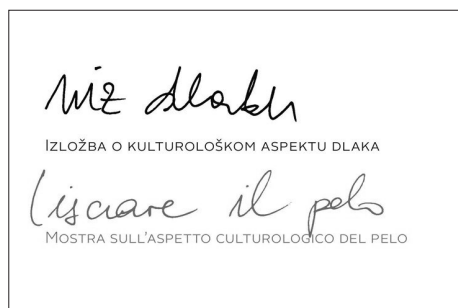 Niz dlaku
IZLOŽBA O KULTUROLOŠKOM ASPEKTU DLAKA
Lisciare il pelo
MOSTRA SULL'ASPETTO CULTUROLOGICO DEL PELO